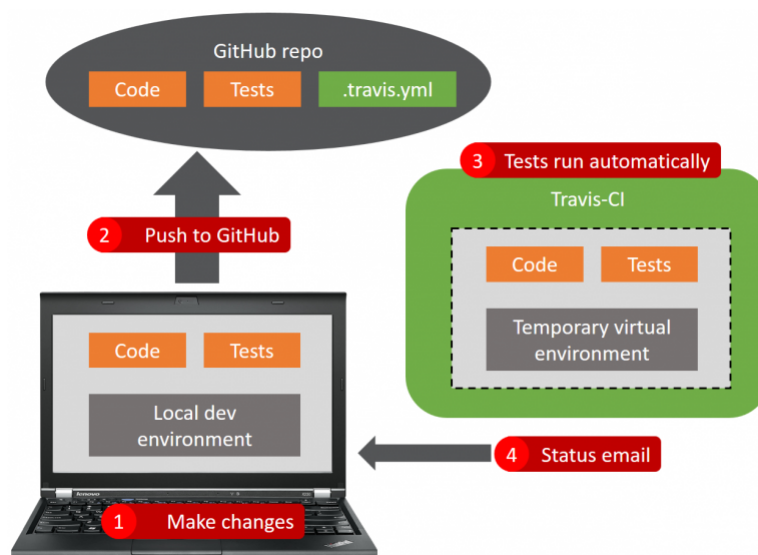 GitHub repo
Code
Tests
.travis.yml
3 Tests run automatically
Travis-CI
2 Push to GitHub
Code
Tests
Temporary virtual
environment
Code
Tests
Local dev
environment
4 Status email
lenovo
1 Make changes